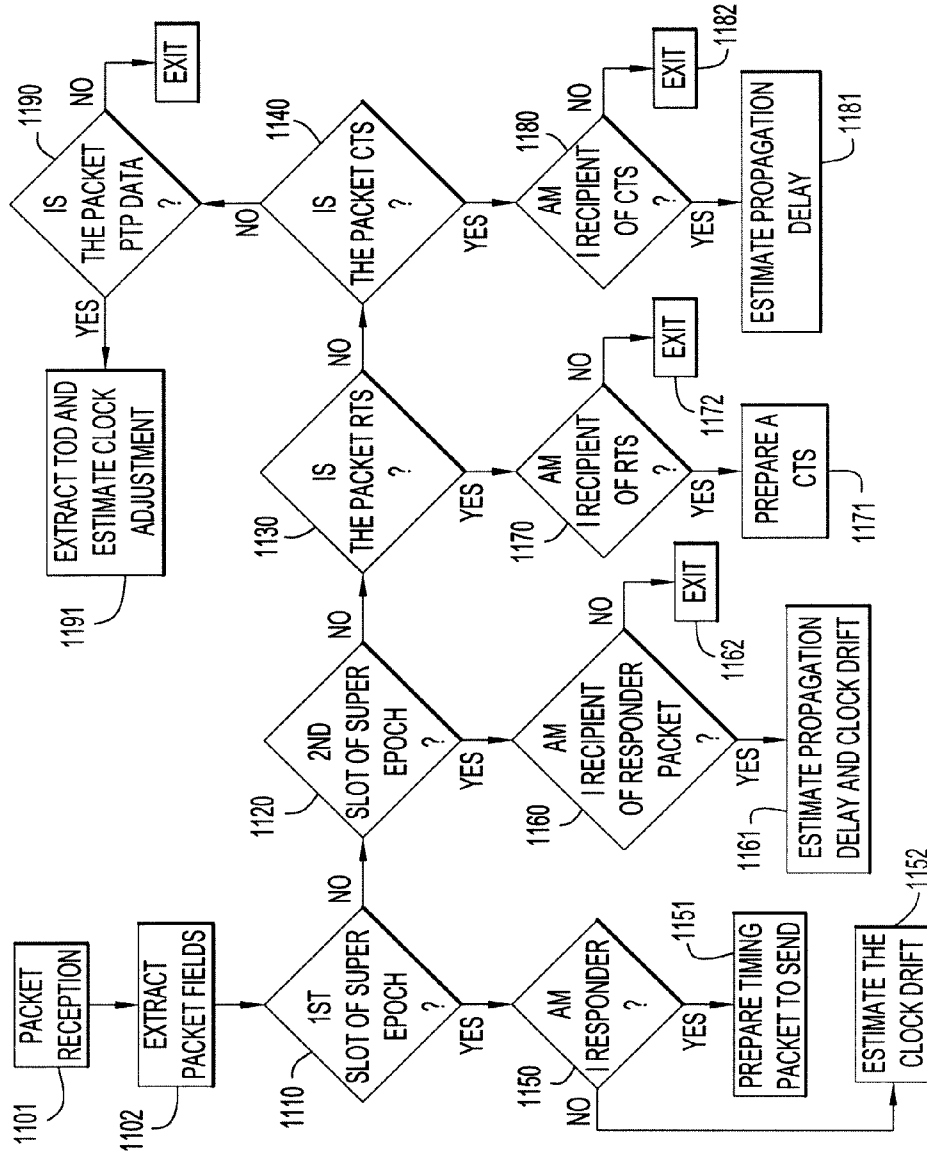 1101
PACKET
RECEPTION
1102
EXTRACT
PACKET FIELDS
1110
1ST
SLOT OF SUPER
EPOCH
?
NO
YES
1150
AM
I RESPONDER
?
NO
YES
1151
PREPARE TIMING
PACKET TO SEND
1152
ESTIMATE THE
CLOCK DRIFT
1120
2ND
SLOT OF SUPER
EPOCH
?
NO
YES
1160
AM
I RECIPIENT
OF RESPONDER
PACKET
?
NO
EXIT
1162
YES
1161
ESTIMATE PROPAGATION
DELAY AND CLOCK DRIFT
1130
IS
THE PACKET RTS
?
NO
YES
1170
AM
I RECIPIENT
OF RTS
?
NO
EXIT
1172
YES
PREPARE A
CTS
1171
1140
IS
THE PACKET CTS
?
NO
YES
1180
AM
I RECIPIENT
OF CTS
?
NO
EXIT
1182
YES
ESTIMATE PROPAGATION
DELAY
1181
1190
IS
THE PACKET
PTP DATA
?
NO
EXIT
YES
EXTRACT TOD AND
ESTIMATE CLOCK
ADJUSTMENT
1191